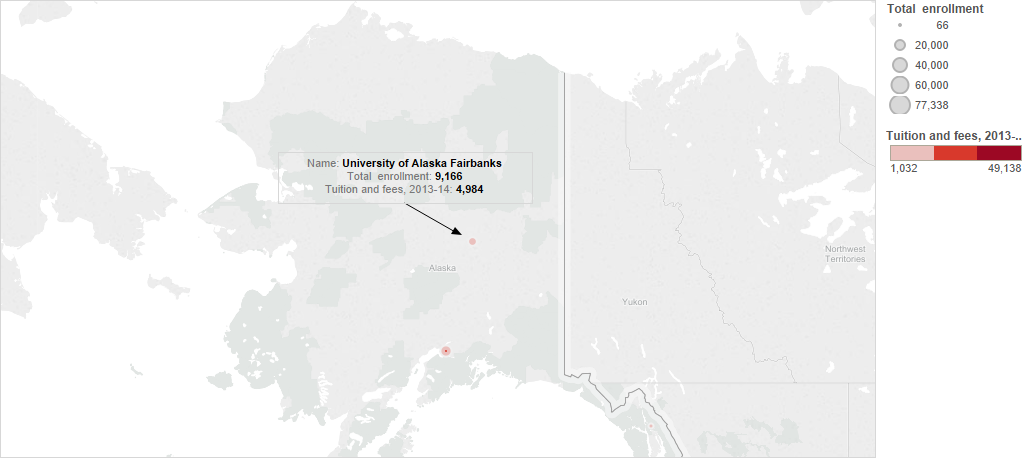 Total enrollment
66
20,000
40,000
60,000
77,338
Tuition and fees, 2013-..
1,032 49,138
Name: University of Alaska Fairbanks
Total enrollment: 9,166
Tuition and fees, 2013-14: 4,984
Alaska
Yukon
Northwest
Territories